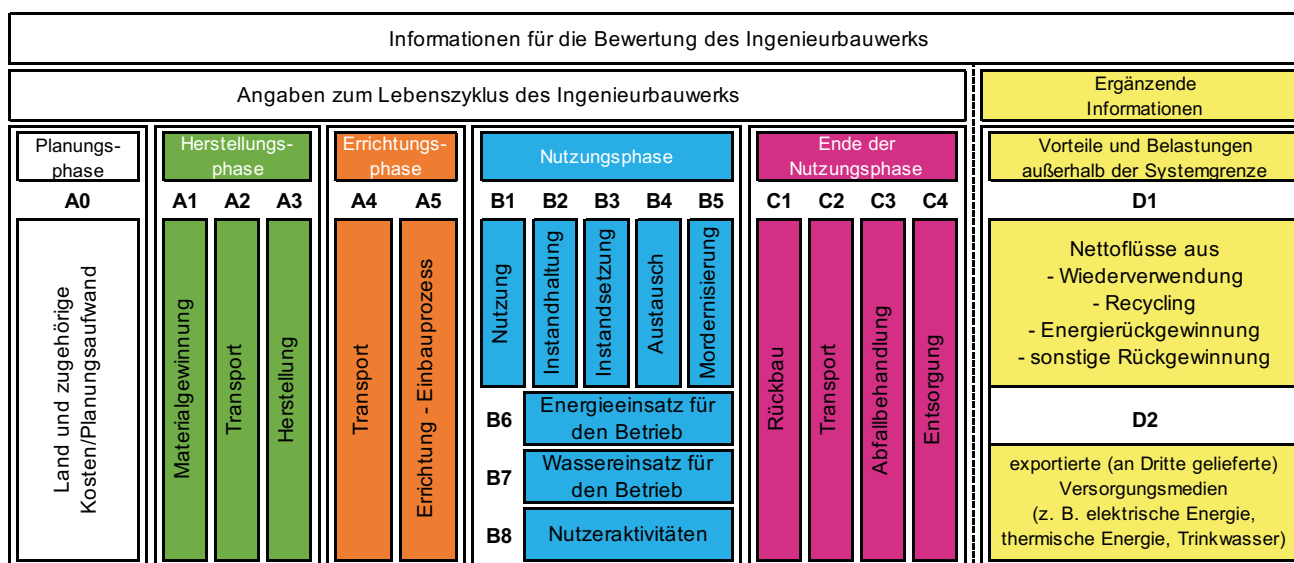 Informationen für die Bewertung des Ingenieurbauwerks
Angaben zum Lebenszyklus des Ingenieurbauwerks
Ergänzende
Informationen
Planungs-
phase
Herstellungs-
phase
Errichtungs-
phase
Nutzungsphase
Ende der
Nutzungsphase
Vorteile und Belastungen
außerhalb der Systemgrenze
A0
A1
A2
A3
A4
A5
B1
B2
B3
B4
B5
C1
C2
C3
C4
D1
Land und zugehörige
Kosten/Planungsaufwand
Materialgewinnung
Transport
Herstellung
Transport
Errichtung - Einbauprozess
Nutzung
Instandhaltung
Instandsetzung
Austausch
Mordernisierung
B6
Energieeinsatz für
den Betrieb
B7
Wassereinsatz für
den Betrieb
B8
Nutzeraktivitäten
Rückbau
Transport
Abfallbehandlung
Entsorgung
Nettoflüsse aus
- Wiederverwendung
- Recycling
- Energierückgewinnung
- sonstige Rückgewinnung
D2
exportierte (an Dritte gelieferte)
Versorgungsmedien
(z. B. elektrische Energie,
thermische Energie, Trinkwasser)